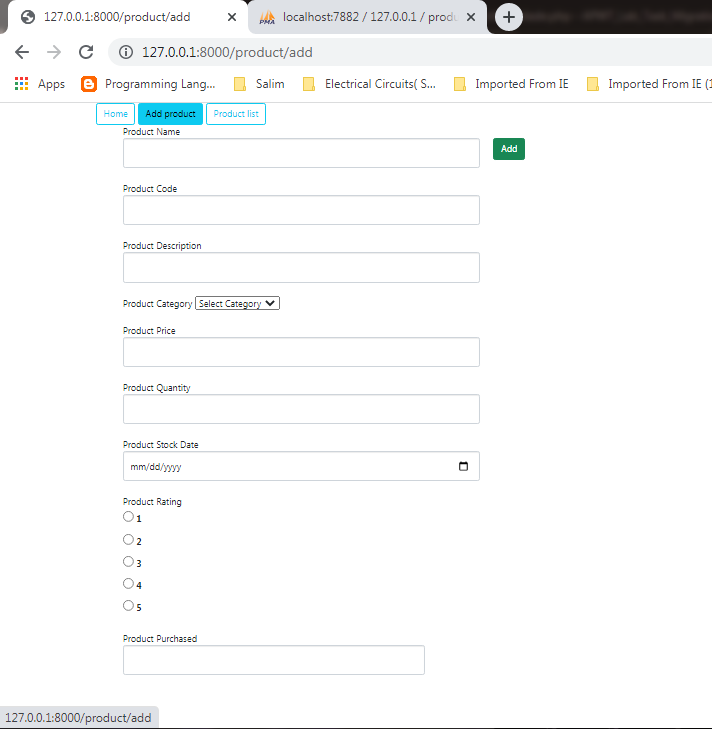 127.0.0.1:8000/product/add
localhost:7882 / 127.0.0.1 / produ
127.0.0.1:8000/product/add
Apps Programming Lang... Salim Electrical Circuits( S... Imported From IE Imported From IE (1
Home Add product Product list
Product Name
Add
Product Code
Product Description
Product Category Select Category
Product Price
Product Quantity
Product Stock Date
mm/dd/yyyy
Product Rating
1
2
3
4
5
Product Purchased
127.0.0.1:8000/product/add